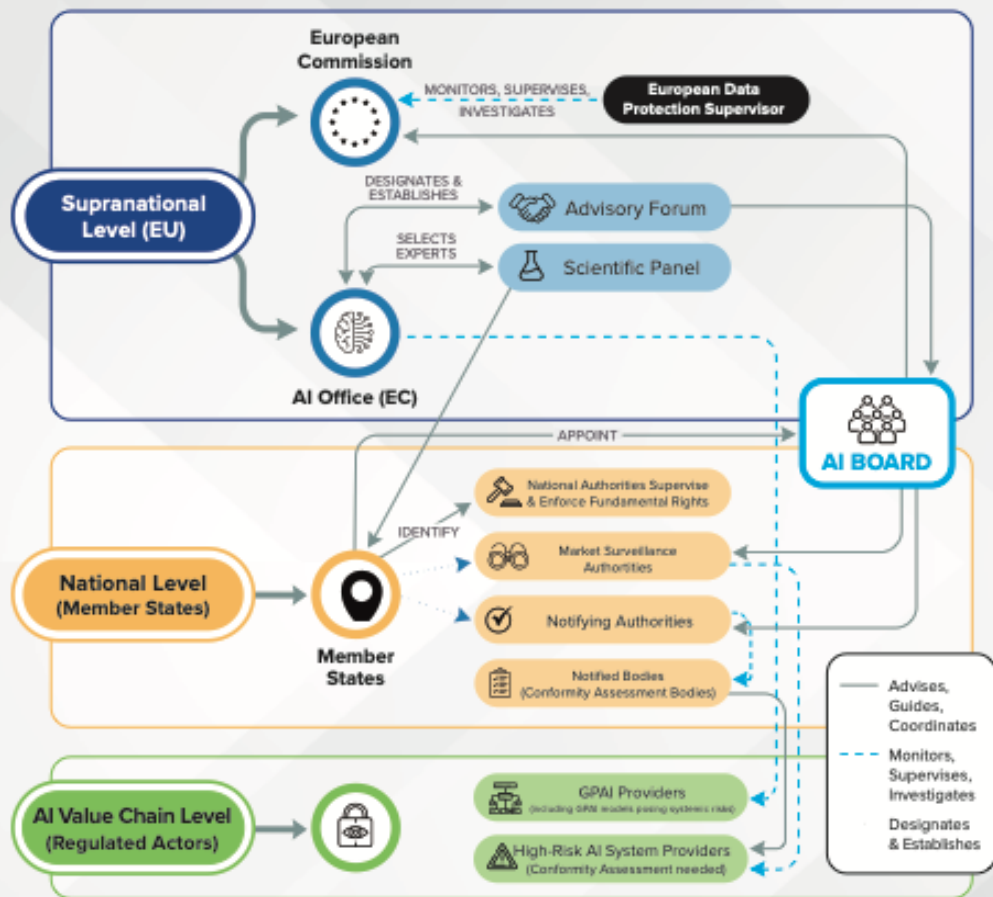 European
Commission
MONITORS, SUPERVISES,
INVESTIGATES
European Data
Protection Supervisor
Supranational
Level (EU)
DESIGNATES &
ESTABLISHES
Advisory Forum
SELECTS
EXPERTS
Scientific Panel
AI Office (EC)
APPOINT
AI BOARD
National Authorities Supervise
& Enforce Fundamental Rights
IDENTIFY
Market Surveillance
Authortities
National Level
(Member States)
Notifying Authorities
Member
States
Notified Bodies
(Conformity Assessment Bodies)
Advises,
Guides,
Coordinates
Monitors,
Supervises,
Investigates
Designates
& Establishes
AI Value Chain Level
(Regulated Actors)
GPAI Providers
(including GPAI models posing systemic risks)
High-Risk AI System Providers
(Conformity Assessment needed)